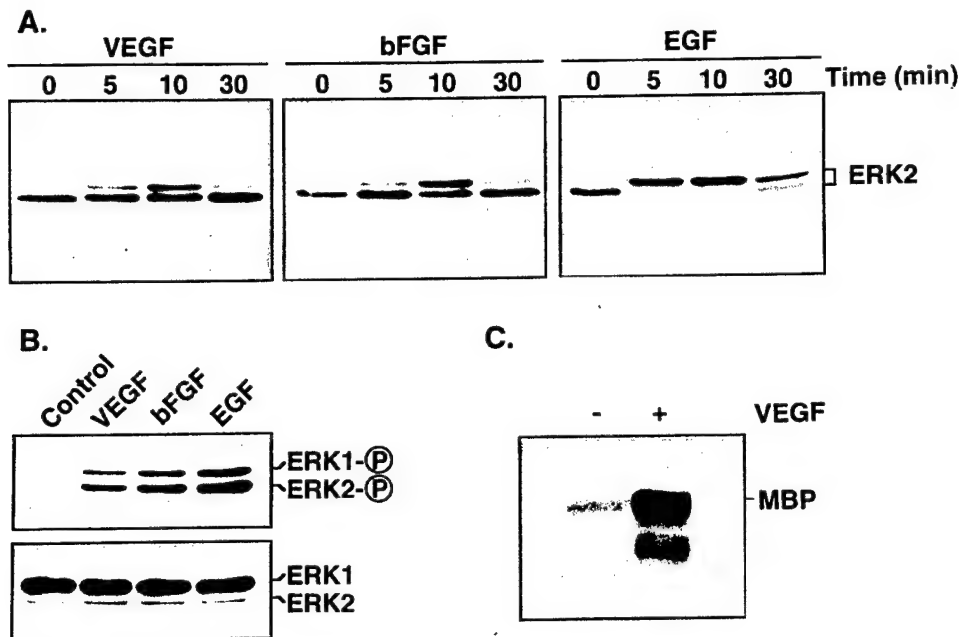 A.
VEGF bFGF EGF
0 5 10 30 0 5 10 30 0 5 10 30 Time (min)
ERK2
B.
Control VEGF bFGF EGF
ERK1-Ⓟ
ERK2-Ⓟ
ERK1
ERK2
C.
- + VEGF
MBP